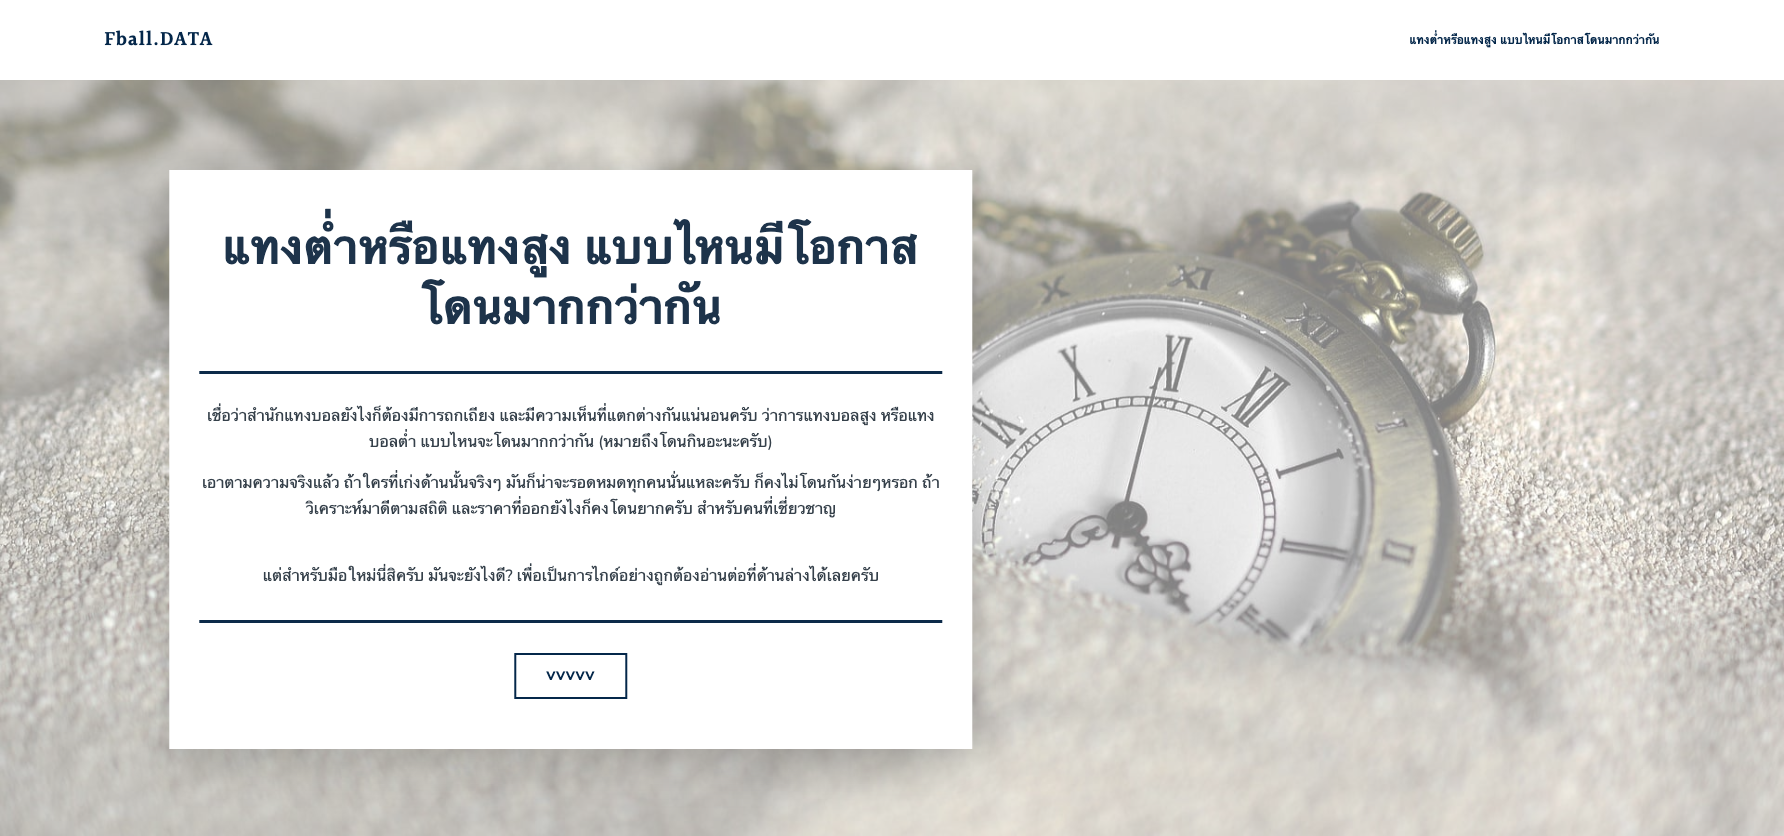 Fball.DATA
แทงต่ำหรือแทงสูง แบบไหนมีโอกาสโดนมากกว่ากัน
แทงต่ำหรือแทงสูง แบบไหนมีโอกาส
โดนมากกว่ากัน
เชื่อว่าสำนักแทงบอลยังไงก็ต้องมีการถกเถียง และมีความเห็นที่แตกต่างกันแน่นอนครับ ว่าการแทงบอลสูง หรือแทง
บอลต่ำ แบบไหนจะโดนมากกว่ากัน (หมายถึงโดนกินอะนะครับ)
เอาตามความจริงแล้ว ถ้าใครที่เก่งด้านนั้นจริงๆ มันก็น่าจะรอดหมดทุกคนนั่นแหละครับ ก็คงไม่โดนกันง่ายๆหรอก ถ้า
วิเคราะห์มาดีตามสถิติ และราคาที่ออกยังไงก็คงโดนยากครับ สำหรับคนที่เชี่ยวชาญ
แต่สำหรับมือใหม่นี่สิครับ มันจะยังไงดี? เพื่อเป็นการไกด์อย่างถูกต้องอ่านต่อที่ด้านล่างได้เลยครับ
vvvvv
X
XI
XII
I
II
IX
X
XI
XII
I
II